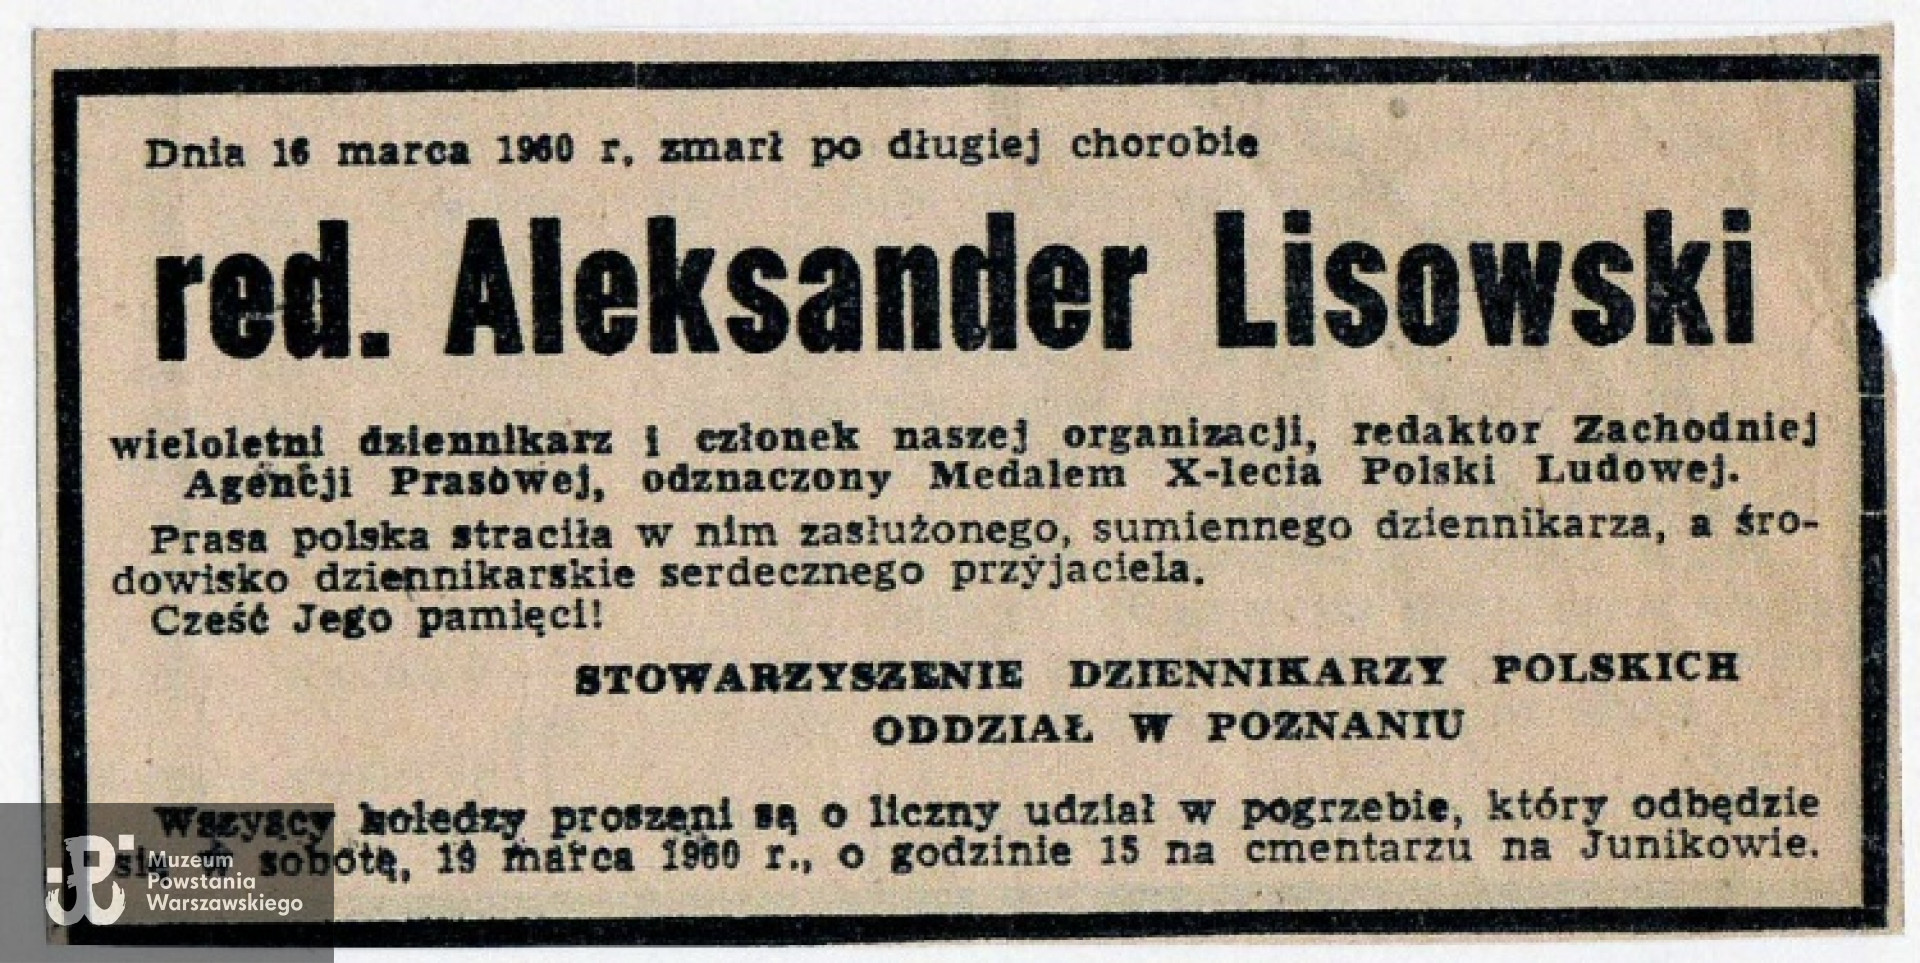 Dnia 16 marca 1960 r. zmarł po długiej chorobie
red. Aleksander Lisowski
wieloletni dziennikarz i członek naszej organizacji, redaktor Zachodniej
Agencji Prasowej, odznaczony Medalem X-lecia Polski Ludowej.
Prasa polska straciła w nim zasłużonego, sumiennego dziennikarza, a śro-
dowisko dziennikarskie serdecznego przyjaciela.
Cześć Jego pamięci!
STOWARZYSZENIE DZIENNIKARZY POLSKICH
ODDZIAŁ W POZNANIU
Wszyscy koledzy proszeni są o liczny udział w pogrzebie, który odbędzie
się w sobotę, 19 marca 1960 r., o godzinie 15 na cmentarzu na Junikowie.
Muzeum
Powstania
Warszawskiego